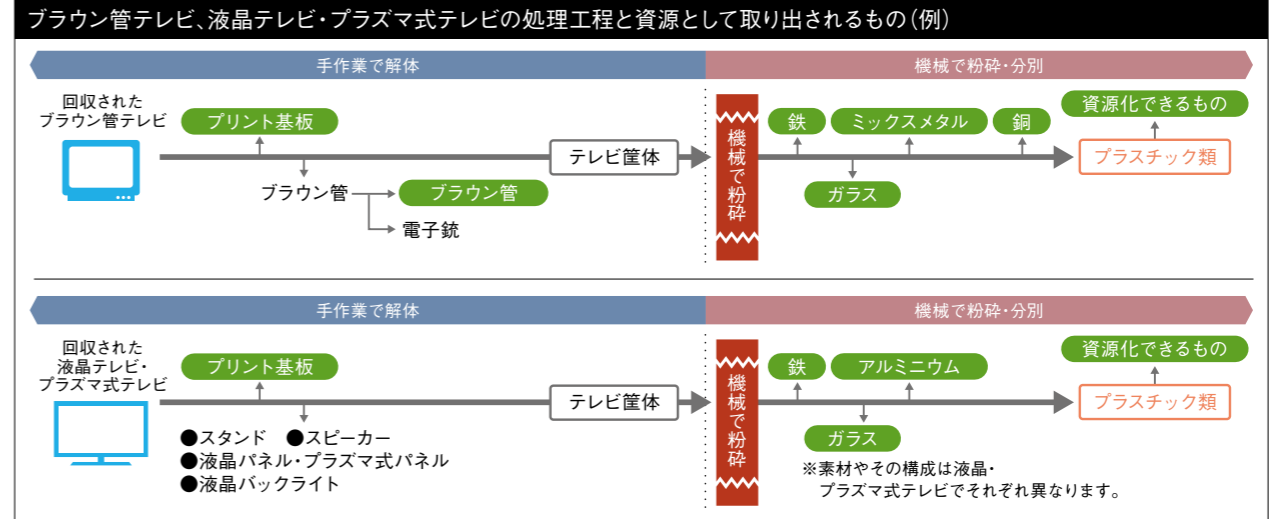 ブラウン管テレビ、液晶テレビ・プラズマ式テレビの処理工程と資源として取り出されるもの(例)
手作業で解体
機械で粉砕・分別
回収された
ブラウン管テレビ
プリント基板
ブラウン管
ブラウン管
電子銃
テレビ筐体
機械で粉砕
鉄
ミックスメタル
銅
ガラス
資源化できるもの
プラスチック類
手作業で解体
機械で粉砕・分別
回収された
液晶テレビ・
プラズマ式テレビ
プリント基板
●スタンド ●スピーカー
●液晶パネル・プラズマ式パネル
●液晶バックライト
テレビ筐体
機械で粉砕
鉄
アルミニウム
ガラス
資源化できるもの
プラスチック類
※素材やその構成は液晶・
プラズマ式テレビでそれぞれ異なります。